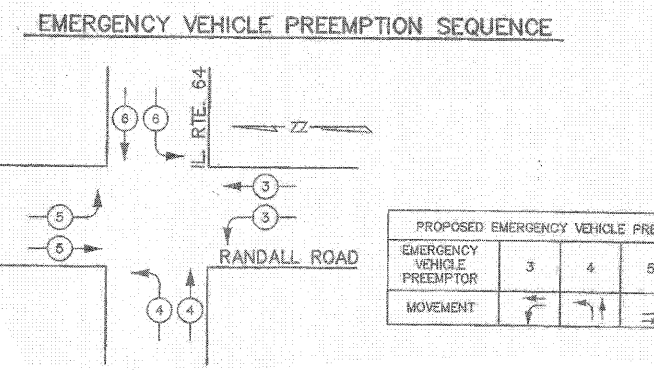 EMERGENCY VEHICLE PREEMPTION SEQUENCE
IL RTE. 64
6 6
Z
3
5 3
5
RANDALL ROAD
4 4
PROPOSED EMERGENCY VEHICLE PRE
EMERGENCY
VEHICLE
PREEMPTOR
3 4 5
MOVEMENT